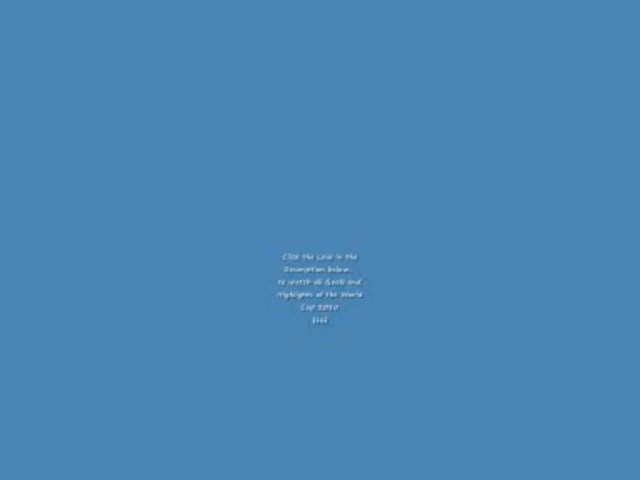 Click the Link in the
Description below..
to watch all Goals and
Highlights of the World
Cup 2010
!!!!